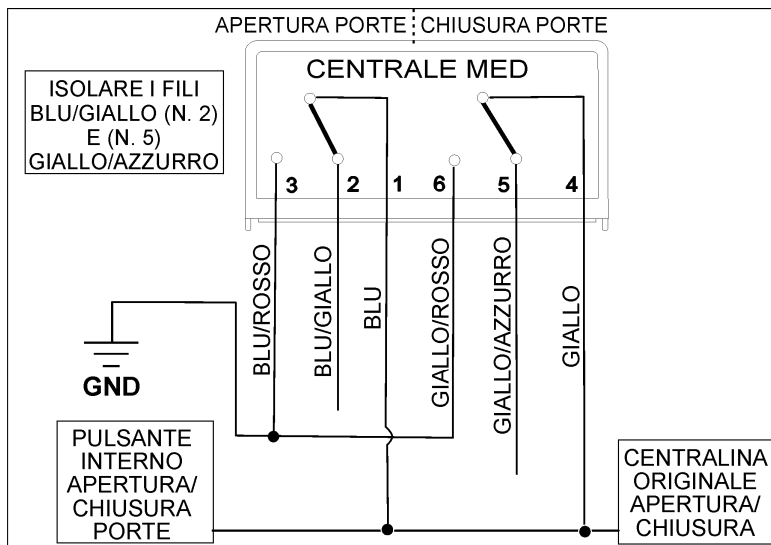 APERTURA PORTE CHIUSURA PORTE
CENTRALE MED
ISOLARE I FILI
BLU/GIALLO (N. 2)
E (N. 5)
GIALLO/AZZURRO
3 2 1 6 5 4
BLU/ROSSO
BLU/GIALLO
BLU
GIALLO/ROSSO
GIALLO/AZZURRO
GIALLO
GND
PULSANTE
INTERNO
APERTURA/
CHIUSURA
PORTE
CENTRALINA
ORIGINALE
APERTURA/
CHIUSURA